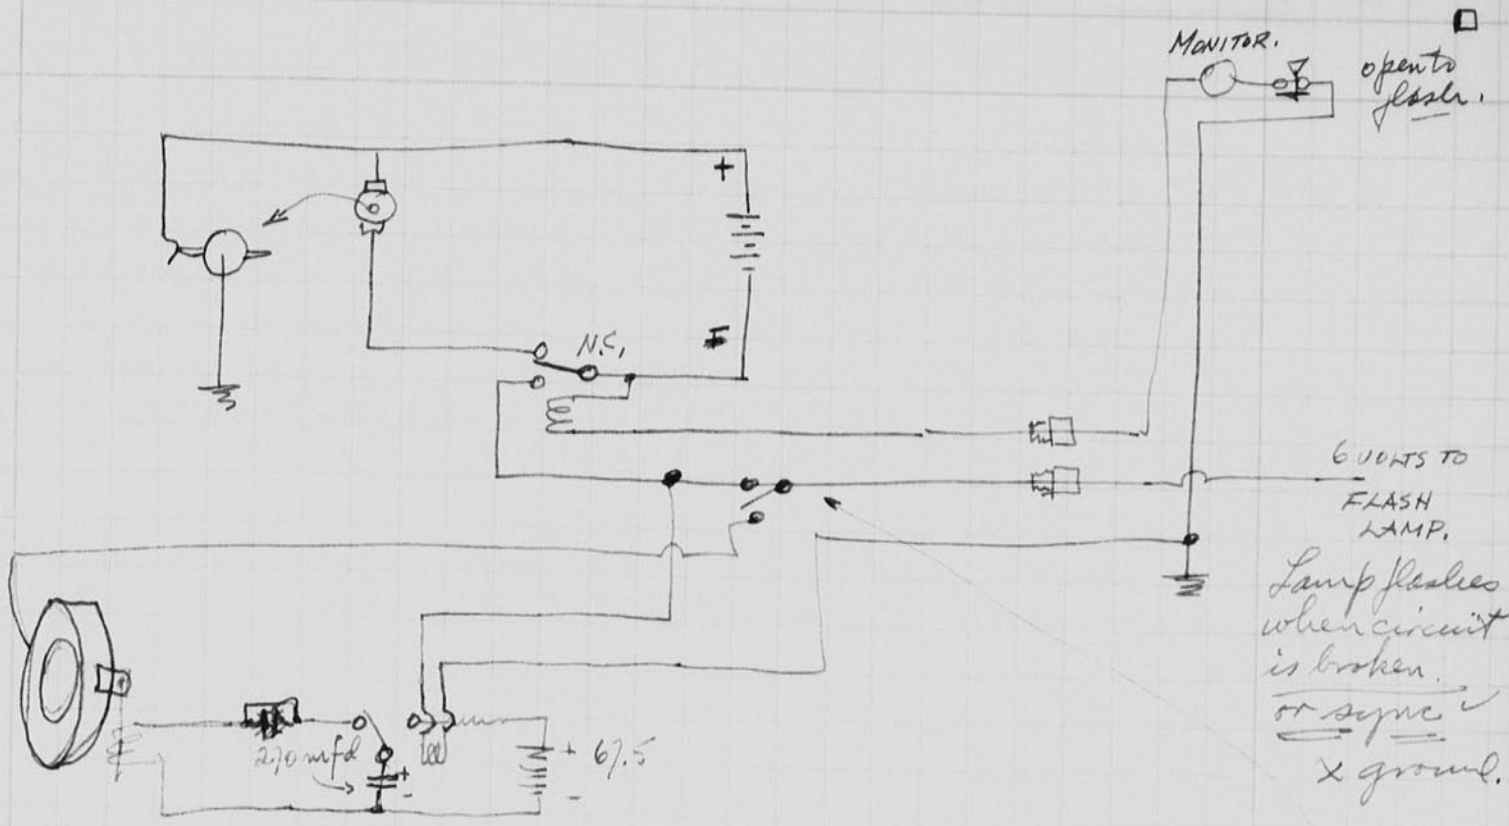 MONITOR.
open to
flash.
+
N.C.
6 VOLTS TO
FLASH
LAMP.
Lamp flashes
when circuit
is broken.
or sync
x ground.
270 mfd
+
-
+ 67.5
-